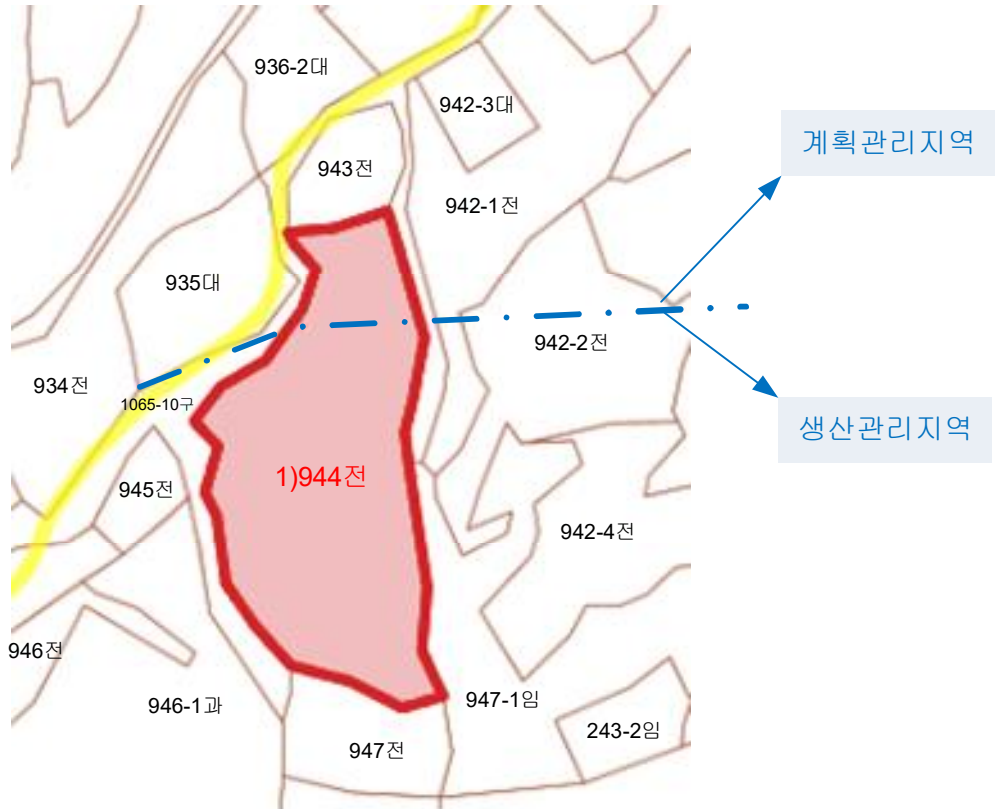 936-2대
942-3대
계획관리지역
943전
942-1전
935대
942-2전
934전
1065-10구
생산관리지역
1)944전
945전
942-4전
946전
946-1과
947-1임
243-2임
947전